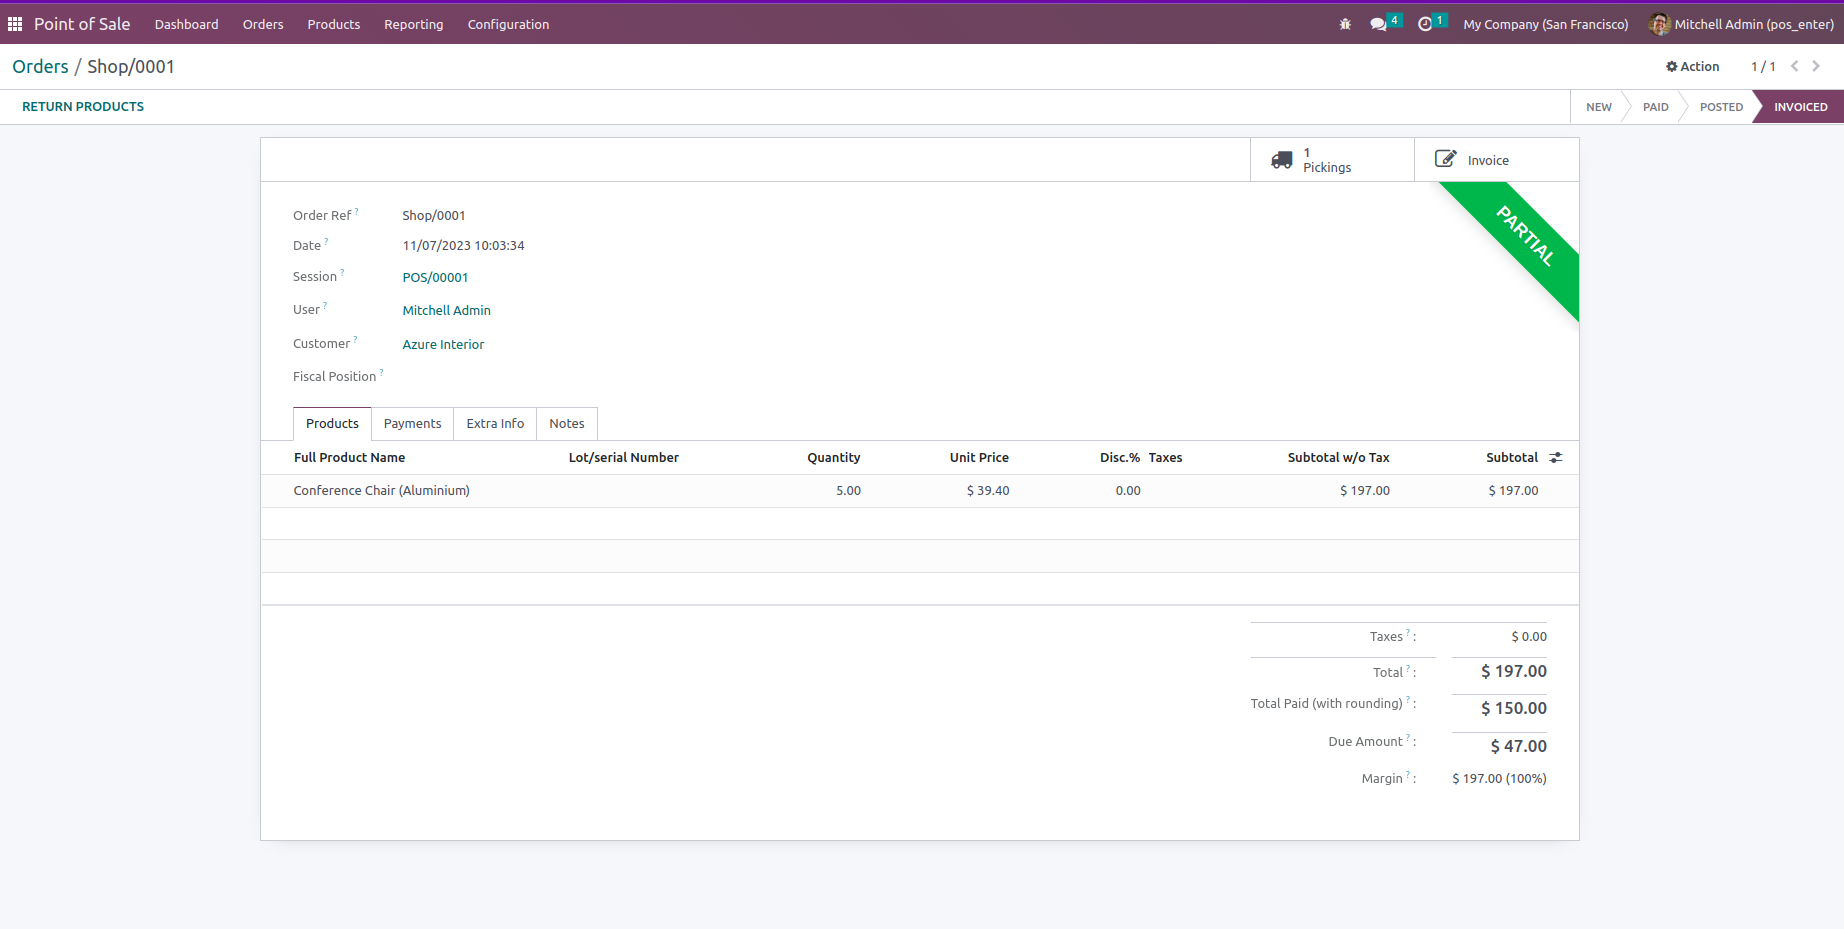 Point of Sale Dashboard Orders Products Reporting Configuration 4 1 My Company (San Francisco) Mitchell Admin (pos_enter)
Orders / Shop/0001 Action 1 / 1
RETURN PRODUCTS NEW PAID POSTED INVOICED
1
Pickings
Invoice
PARTIAL
Order Ref ? Shop/0001
Date ? 11/07/2023 10:03:34
Session ? POS/00001
User ? Mitchell Admin
Customer ? Azure Interior
Fiscal Position ?
Products Payments Extra Info Notes
Full Product Name Lot/serial Number Quantity Unit Price Disc.% Taxes Subtotal w/o Tax Subtotal
Conference Chair (Aluminium) 5.00 $ 39.40 0.00 $ 197.00 $ 197.00
Taxes ? : $ 0.00
Total ? : $ 197.00
Total Paid (with rounding) ? : $ 150.00
Due Amount ? : $ 47.00
Margin ? : $ 197.00 (100%)